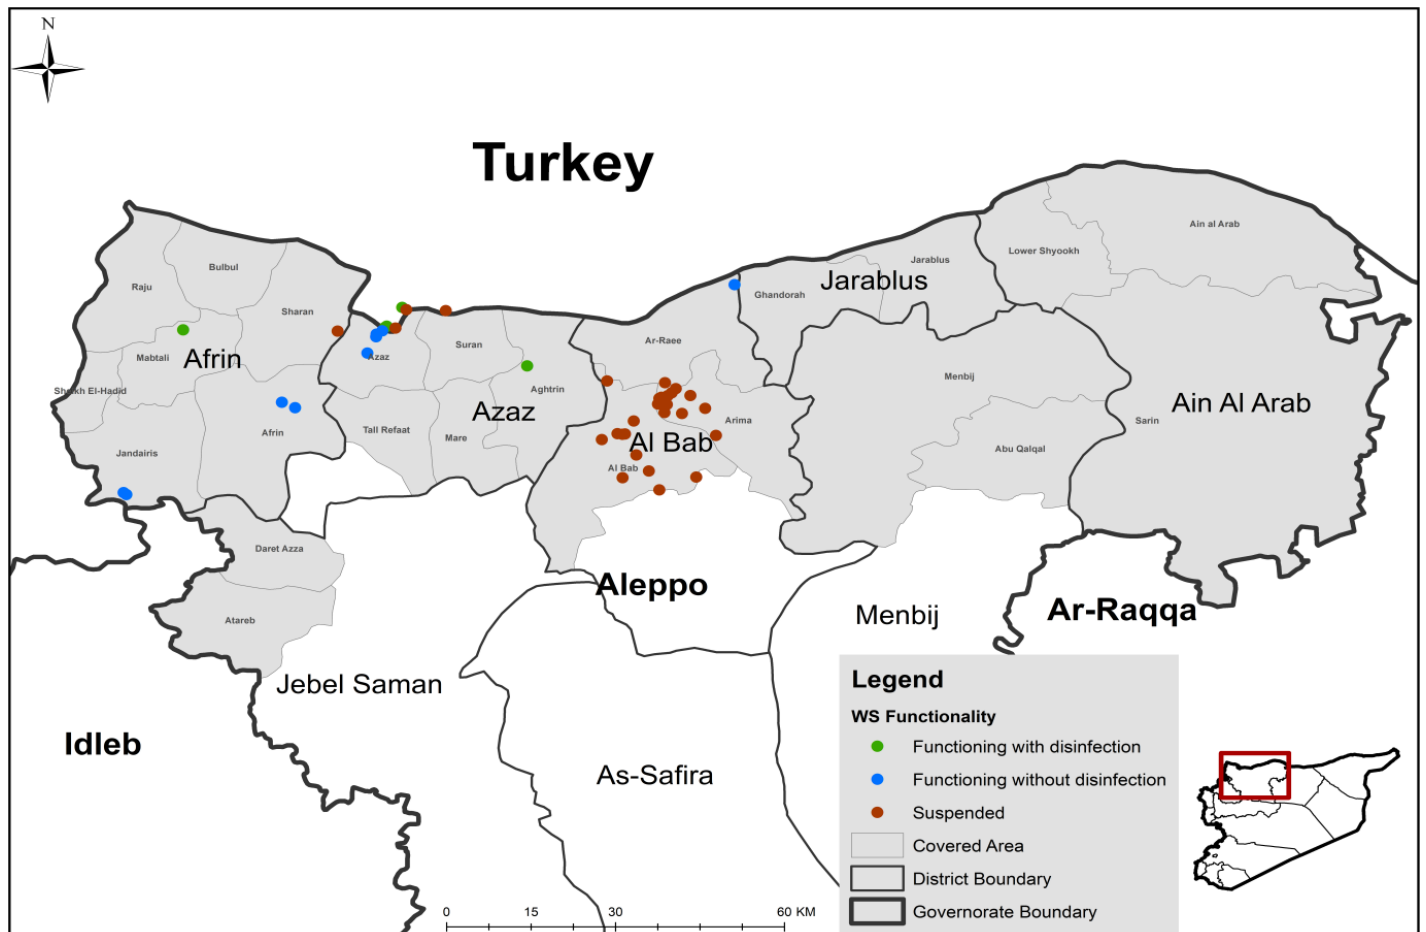 N
Turkey
Ain al Arab
Lower Shyookh
Jarablus
Bulbul
Raju
Jarablus
Ghandorah
Sharan
Ar-Raee
Suran
Mabtali
Afrin
Azaz
Menbij
Sheikh El-Hadid
Aghtrin
Ain Al Arab
Azaz
Arima
Sarin
Tall Refaat
Mare
Afrin
Al Bab
Abu Qalqal
Jandairis
Al Bab
Daret Azza
Aleppo
Ar-Raqqa
Menbij
Atareb
Jebel Saman
Idleb
As-Safira
Legend
WS Functionality
Functioning with disinfection
Functioning without disinfection
Suspended
Covered Area
District Boundary
Governorate Boundary
0 15 30 60 KM